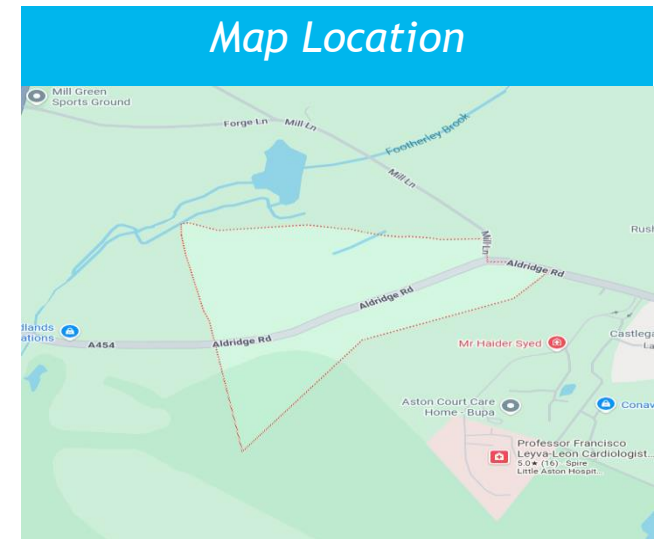 Map Location
Mill Green
Sports Ground
Forge Ln
Mill Ln
Footherley Brook
Mill Ln
Rush
Mill Ln
Aldridge Rd
Aldridge Rd
dlands
ations
A454
Aldridge Rd
Mr Haider Syed
Castlega
La
Aston Court Care
Home - Bupa
Conaw
Professor Francisco
Leyva-Leon Cardiologist...
5.0★ (16) · Spire
Little Aston Hospit...